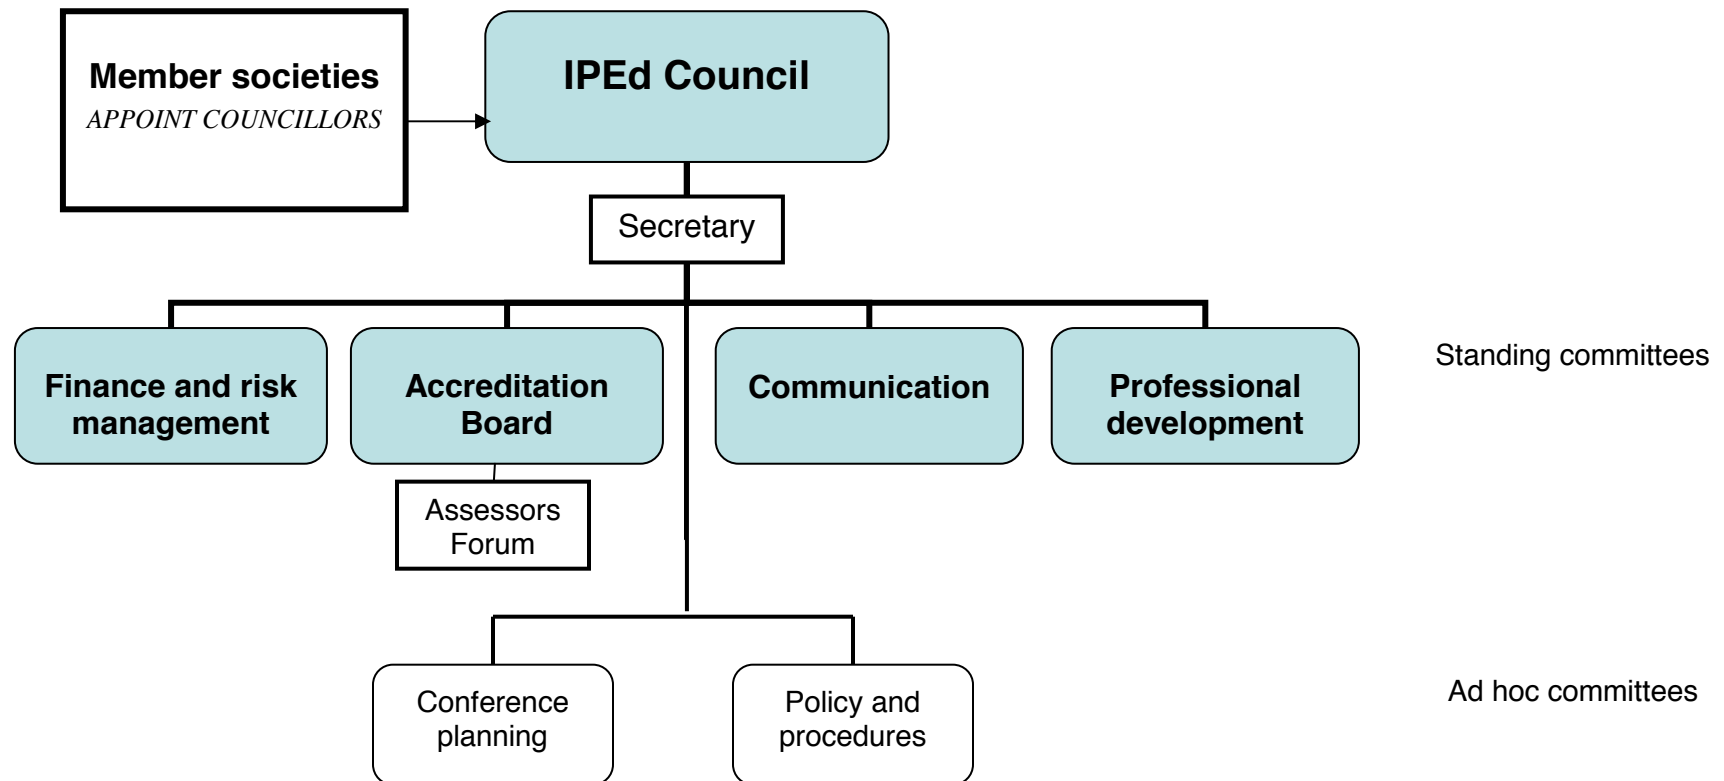 Member societies
APPOINT COUNCILLORS
IPEd Council
Secretary
Finance and risk
management
Accreditation
Board
Communication
Professional
development
Standing committees
Assessors
Forum
Conference
planning
Policy and
procedures
Ad hoc committees